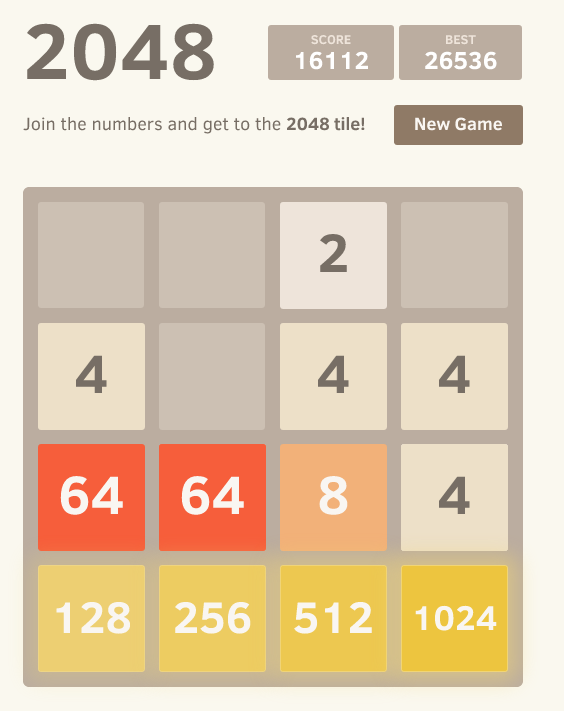 2048
SCORE
16112
BEST
26536
Join the numbers and get to the 2048 tile!
New Game
2
4 4 4
64 64 8 4
128 256 512 1024